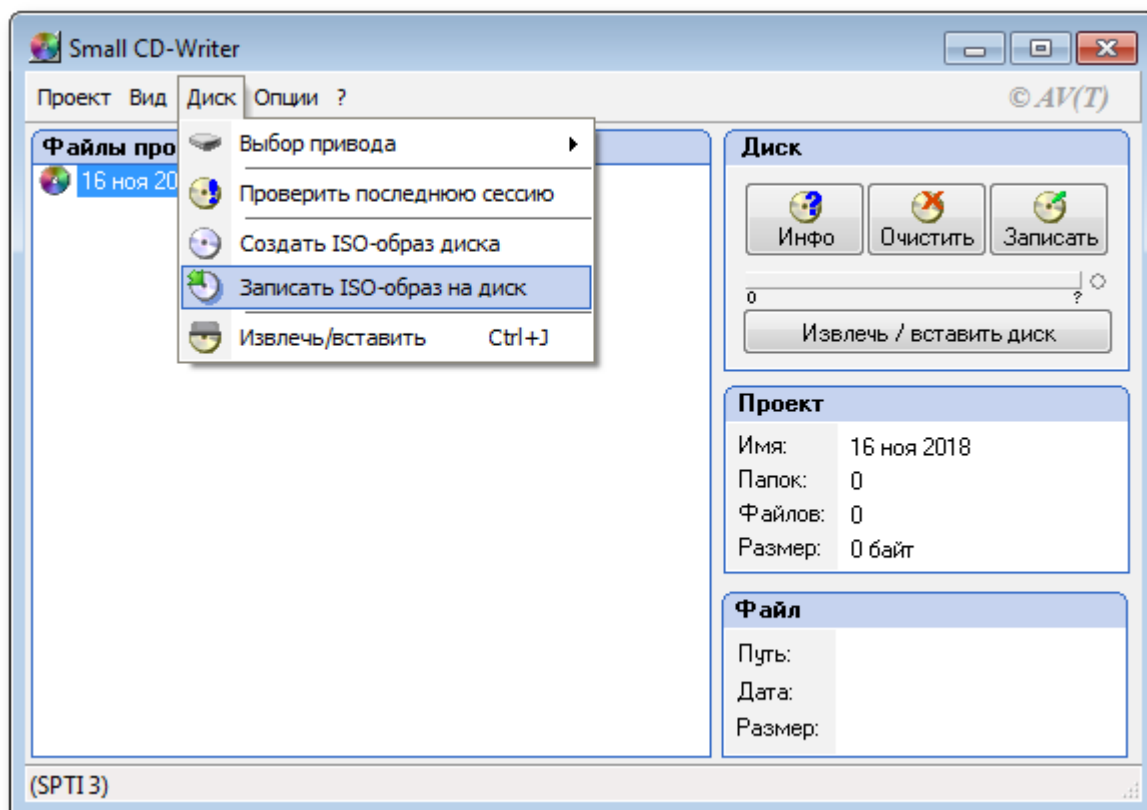 Small CD-Writer
Проект Вид Диск Опции ?
© AV(T)
Файлы про
16 ноя 20
Выбор привода
Проверить последнюю сессию
Создать ISO-образ диска
Записать ISO-образ на диск
Извлечь/вставить Ctrl+J
Диск
Инфо Очистить Записать
0 ?
Извлечь / вставить диск
Проект
Имя: 16 ноя 2018
Папок: 0
Файлов: 0
Размер: 0 байт
Файл
Путь:
Дата:
Размер:
(SPTI 3)